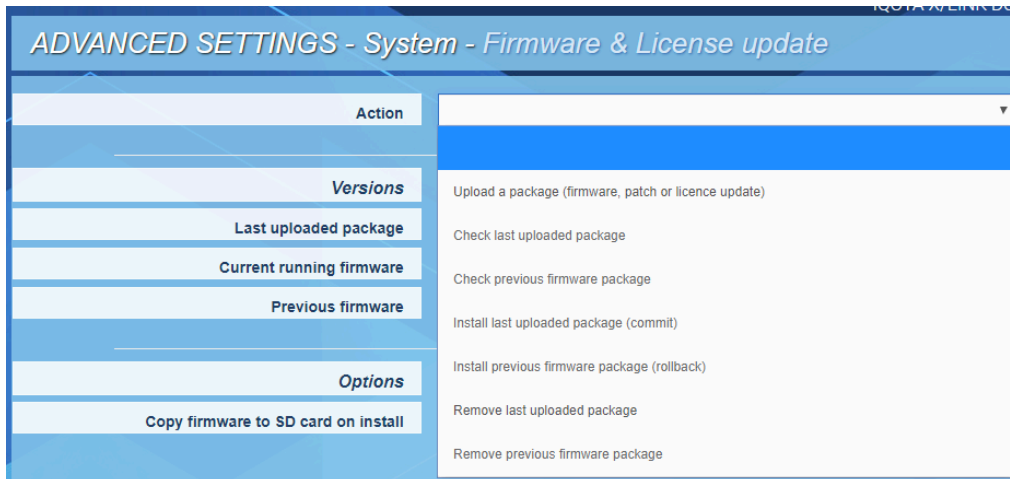 ADVANCED SETTINGS - System - Firmware & License update
Action
Upload a package (firmware, patch or licence update)
Versions
Last uploaded package
Check last uploaded package
Current running firmware
Check previous firmware package
Previous firmware
Install last uploaded package (commit)
Install previous firmware package (rollback)
Options
Remove last uploaded package
Copy firmware to SD card on install
Remove previous firmware package